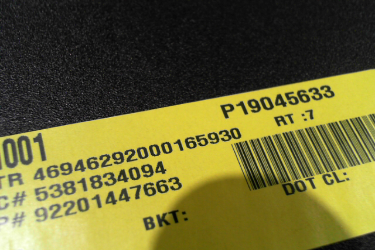 P19045633
1001
RT :7
TR 46946292000165930
C# 5381834094
P# 92201447663
BKT:
DOT CL: